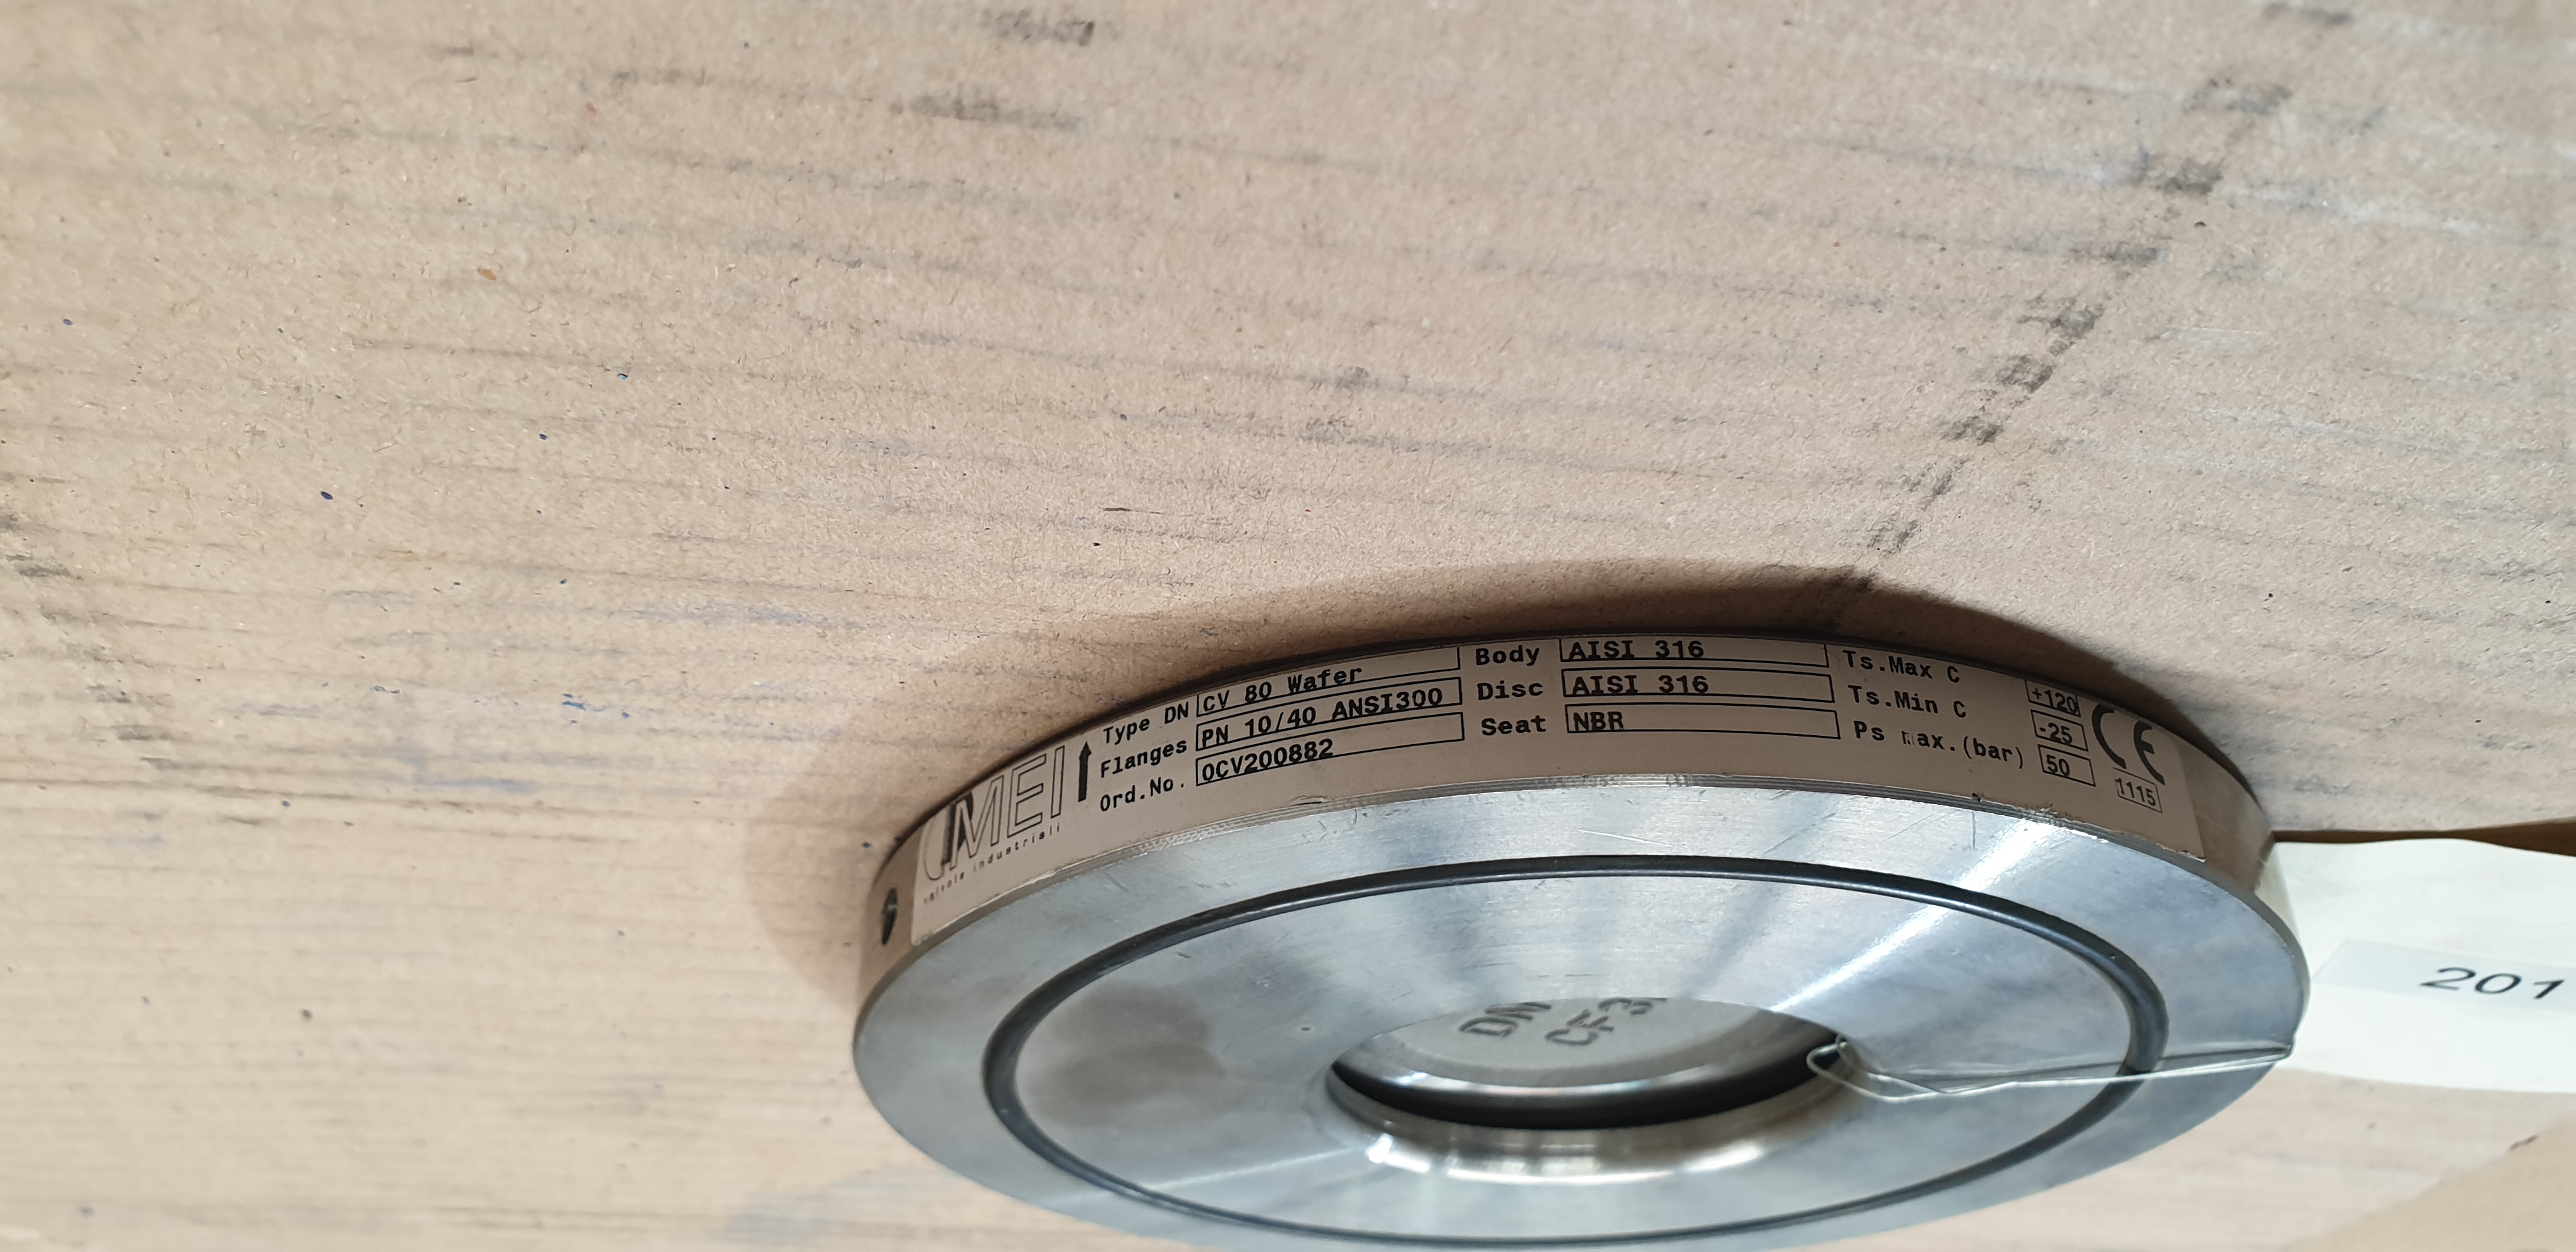 OMEI
valvole industriali
Type DN CV 80 Wafer
Flanges PN 10/40 ANSI300
Ord.No. 0CV200882
Body AISI 316
Disc AISI 316
Seat NBR
Ts.Max C +120
Ts.Min C -25
Ps max.(bar) 50
CE
1115
DN
201